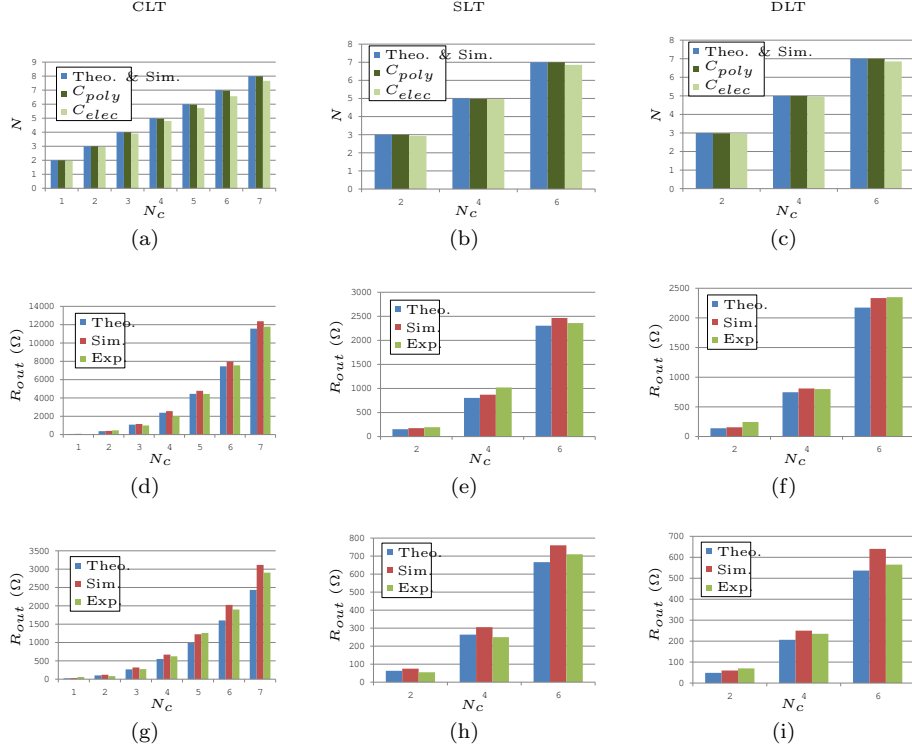 CLT SLT DLT
9
8
7
6
5
4
3
2
1
0
N
Theo. & Sim.
C_poly
C_elec
1 2 3 4 5 6 7
N_c
(a)
8
7
6
5
4
3
2
1
0
N
Theo. & Sim.
C_poly
C_elec
2 4 6
N_c
(b)
8
7
6
5
4
3
2
1
0
N
Theo. & Sim.
C_poly
C_elec
2 4 6
N_c
(c)
14000
12000
10000
8000
6000
4000
2000
0
R_out (Ω)
Theo.
Sim.
Exp.
1 2 3 4 5 6 7
N_c
(d)
3000
2500
2000
1500
1000
500
0
R_out (Ω)
Theo.
Sim.
Exp.
2 4 6
N_c
(e)
2500
2000
1500
1000
500
0
R_out (Ω)
Theo.
Sim.
Exp.
2 4 6
N_c
(f)
3500
3000
2500
2000
1500
1000
500
0
R_out (Ω)
Theo.
Sim.
Exp.
1 2 3 4 5 6 7
N_c
(g)
800
700
600
500
400
300
200
100
0
R_out (Ω)
Theo.
Sim.
Exp.
2 4 6
N_c
(h)
700
600
500
400
300
200
100
0
R_out (Ω)
Theo.
Sim.
Exp.
2 4 6
N_c
(i)